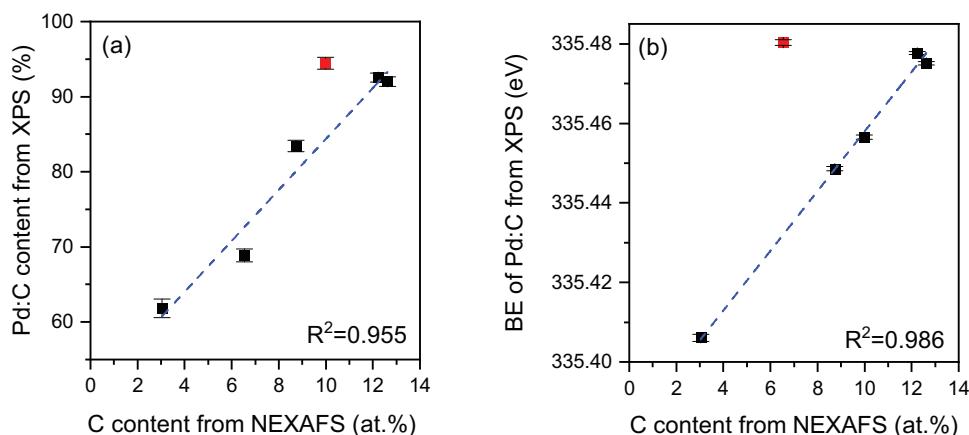 (a)
Pd:C content from XPS (%)
100
90
80
70
60
R²=0.955
0 2 4 6 8 10 12 14
C content from NEXAFS (at.%)
(b)
BE of Pd:C from XPS (eV)
335.48
335.46
335.44
335.42
335.40
R²=0.986
0 2 4 6 8 10 12 14
C content from NEXAFS (at.%)